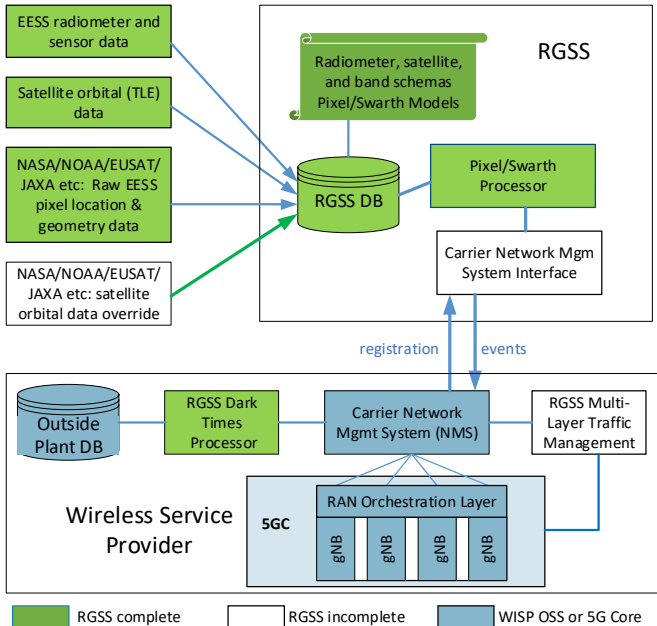 EESS radiometer and
sensor data
Satellite orbital (TLE)
data
NASA/NOAA/EUSAT/
JAXA etc: Raw EESS
pixel location &
geometry data
NASA/NOAA/EUSAT/
JAXA etc: satellite
orbital data override
RGSS
Radiometer, satellite,
and band schemas
Pixel/Swarth Models
RGSS DB
Pixel/Swarth
Processor
Carrier Network Mgm
System Interface
registration
events
Outside
Plant DB
RGSS Dark
Times
Processor
Carrier Network
Mgmt System (NMS)
RGSS Multi-
Layer Traffic
Management
Wireless Service
Provider
5GC
RAN Orchestration Layer
gNB
gNB
gNB
gNB
RGSS complete
RGSS incomplete
WISP OSS or 5G Core